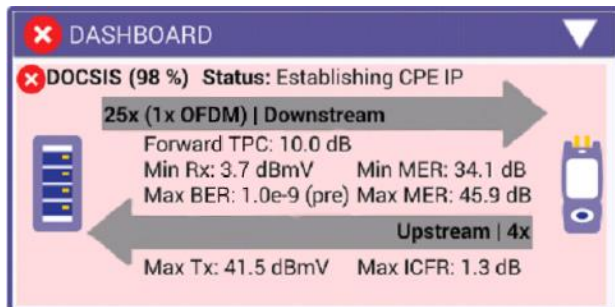 DASHBOARD
DOCSIS (98 %) Status: Establishing CPE IP
25x (1x OFDM) | Downstream
Forward TPC: 10.0 dB
Min Rx: 3.7 dBmV Min MER: 34.1 dB
Max BER: 1.0e-9 (pre) Max MER: 45.9 dB
Upstream | 4x
Max Tx: 41.5 dBmV Max ICFR: 1.3 dB